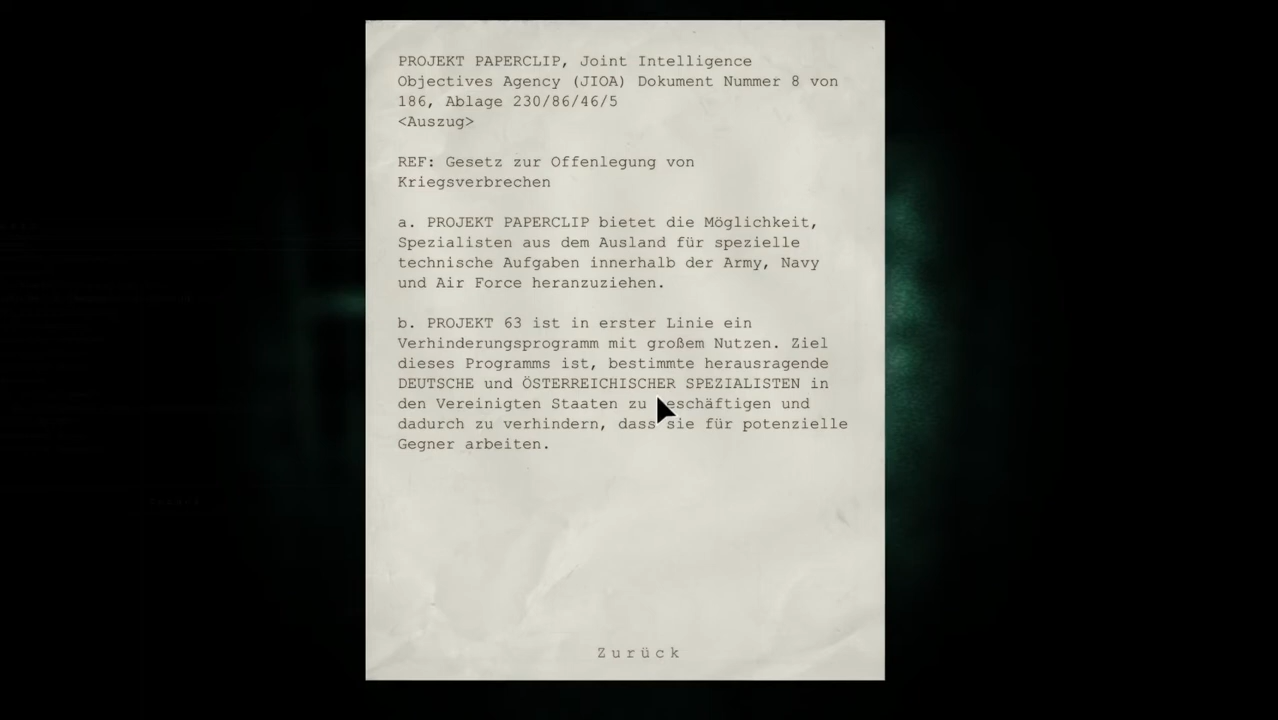 PROJEKT PAPERCLIP, Joint Intelligence
Objectives Agency (JIOA) Dokument Nummer 8 von
186, Ablage 230/86/46/5
<Auszug>
REF: Gesetz zur Offenlegung von
Kriegsverbrechen
a. PROJEKT PAPERCLIP bietet die Möglichkeit,
Spezialisten aus dem Ausland für spezielle
technische Aufgaben innerhalb der Army, Navy
und Air Force heranzuziehen.
b. PROJEKT 63 ist in erster Linie ein
Verhinderungsprogramm mit großem Nutzen. Ziel
dieses Programms ist, bestimmte herausragende
DEUTSCHE und ÖSTERREICHISCHER SPEZIALISTEN in
den Vereinigten Staaten zu beschäftigen und
dadurch zu verhindern, dass sie für potenzielle
Gegner arbeiten.
Zurück